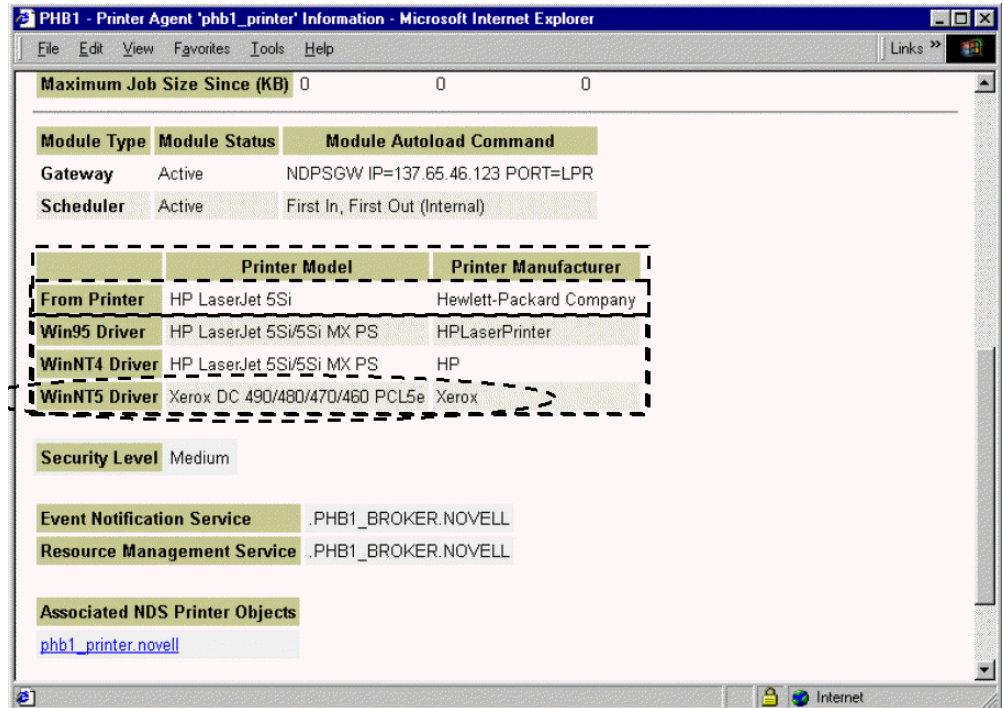 PHB1 - Printer Agent 'phb1_printer' Information - Microsoft Internet Explorer
File Edit View Favorites Tools Help Links »
Maximum Job Size Since (KB) 0 0 0
Module Type Module Status Module Autoload Command
Gateway Active NDPSGW IP=137.65.46.123 PORT=LPR
Scheduler Active First In, First Out (Internal)
Printer Model Printer Manufacturer
From Printer HP LaserJet 5Si Hewlett-Packard Company
Win95 Driver HP LaserJet 5Si/5Si MX PS HPLaserPrinter
WinNT4 Driver HP LaserJet 5Si/5Si MX PS HP
WinNT5 Driver Xerox DC 490/480/470/460 PCL5e Xerox
Security Level Medium
Event Notification Service .PHB1_BROKER.NOVELL
Resource Management Service .PHB1_BROKER.NOVELL
Associated NDS Printer Objects
phb1_printer.novell
Internet